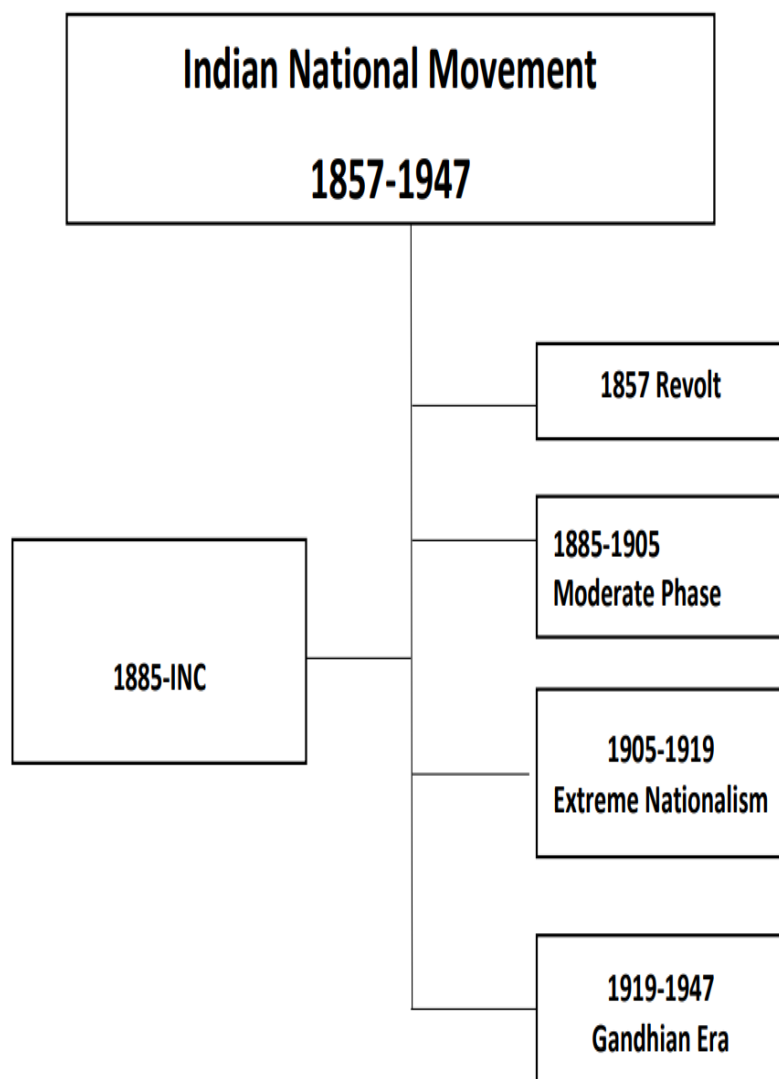 Indian National Movement
1857-1947
1857 Revolt
1885-1905
Moderate Phase
1885-INC
1905-1919
Extreme Nationalism
1919-1947
Gandhian Era